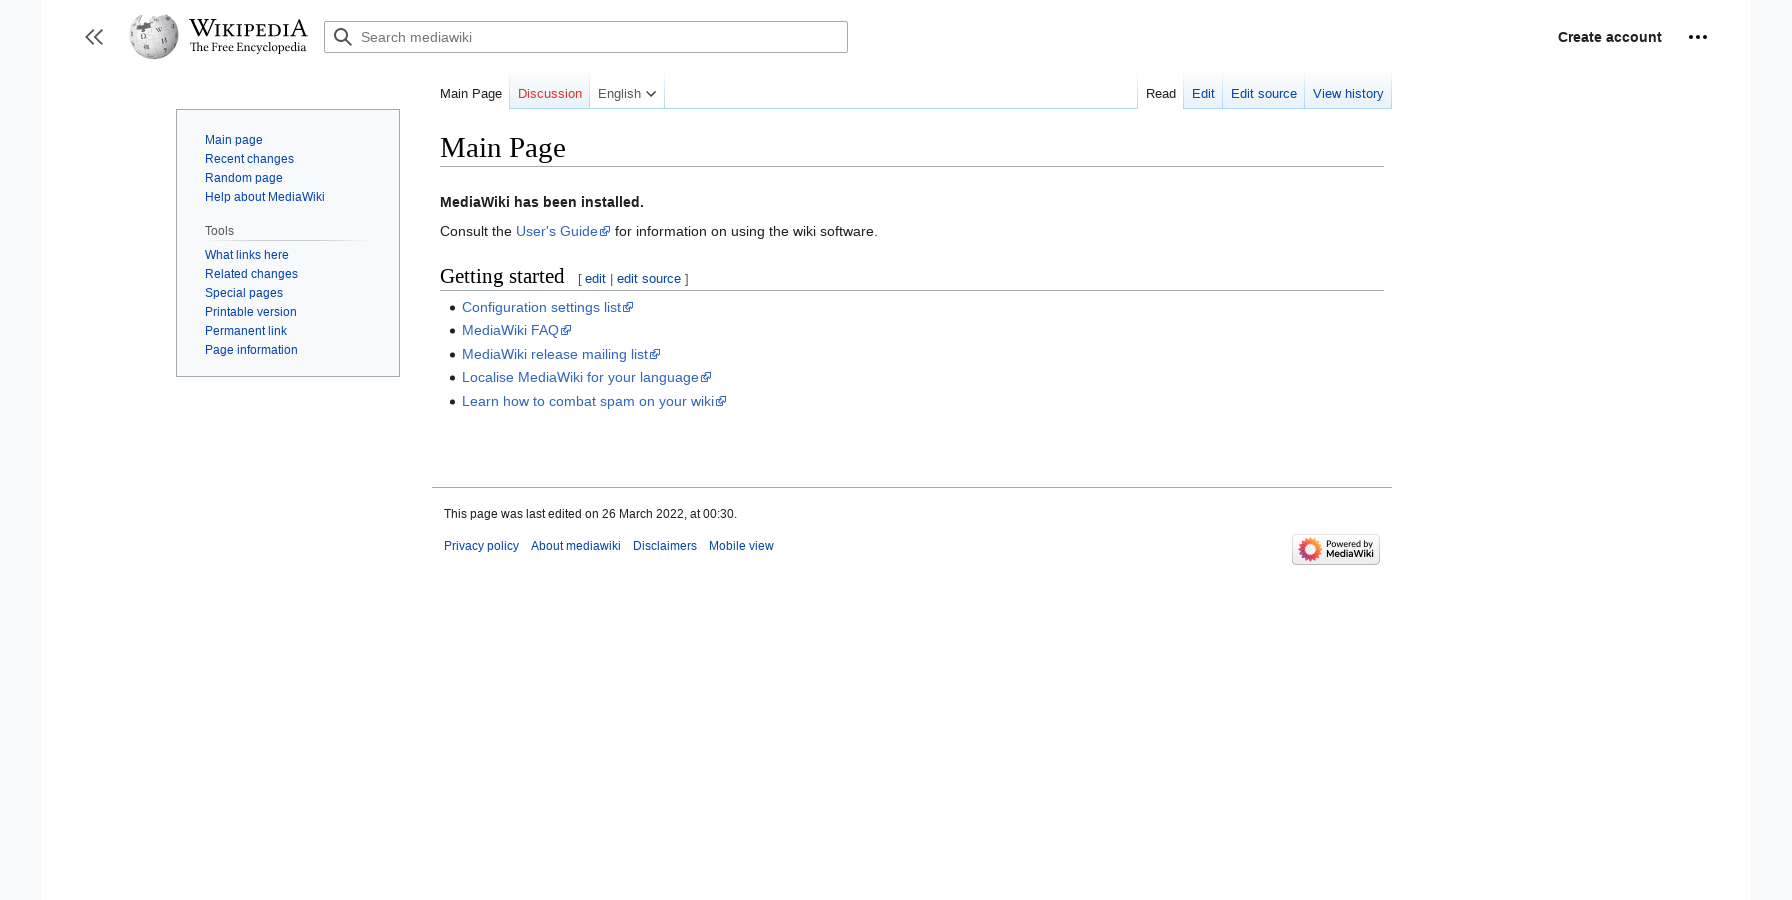 WIKIPEDIA
The Free Encyclopedia
Search mediawiki
Create account
Main Page
Discussion
English
Read
Edit
Edit source
View history
Main page
Recent changes
Random page
Help about MediaWiki
Tools
What links here
Related changes
Special pages
Printable version
Permanent link
Page information
Main Page
MediaWiki has been installed.
Consult the User's Guide for information on using the wiki software.
Getting started [ edit | edit source ]
Configuration settings list
MediaWiki FAQ
MediaWiki release mailing list
Localise MediaWiki for your language
Learn how to combat spam on your wiki
This page was last edited on 26 March 2022, at 00:30.
Privacy policy
About mediawiki
Disclaimers
Mobile view
Powered by
MediaWiki